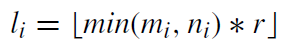 l_i = ⌊min(m_i, n_i) * r⌋